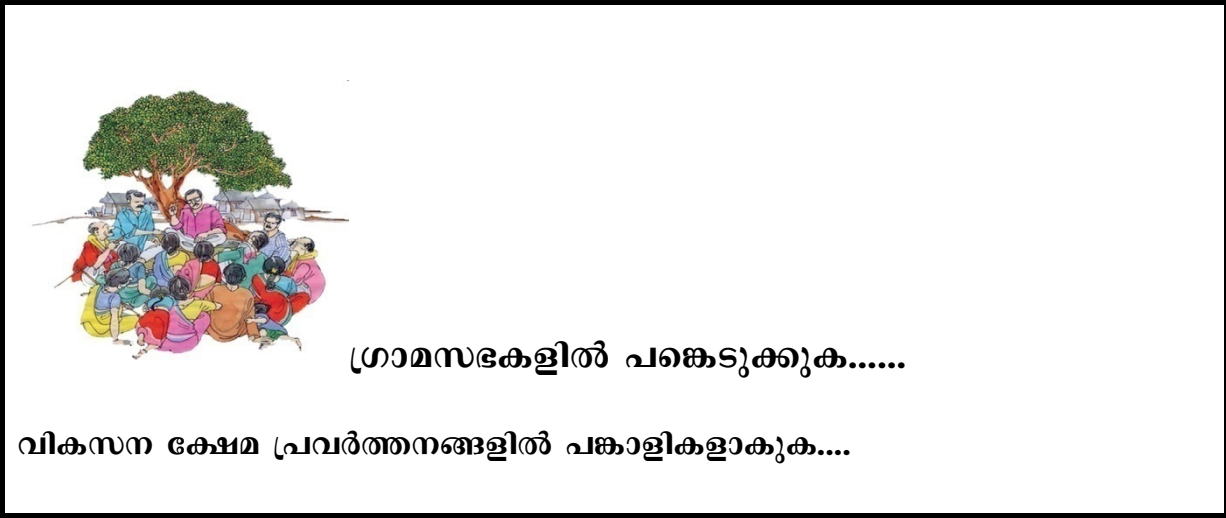 ഗ്രാമസഭകളിൽ പങ്കെടുക്കുക......
വികസന ക്ഷേമ പ്രവർത്തനങ്ങളിൽ പങ്കാളികളാകുക....